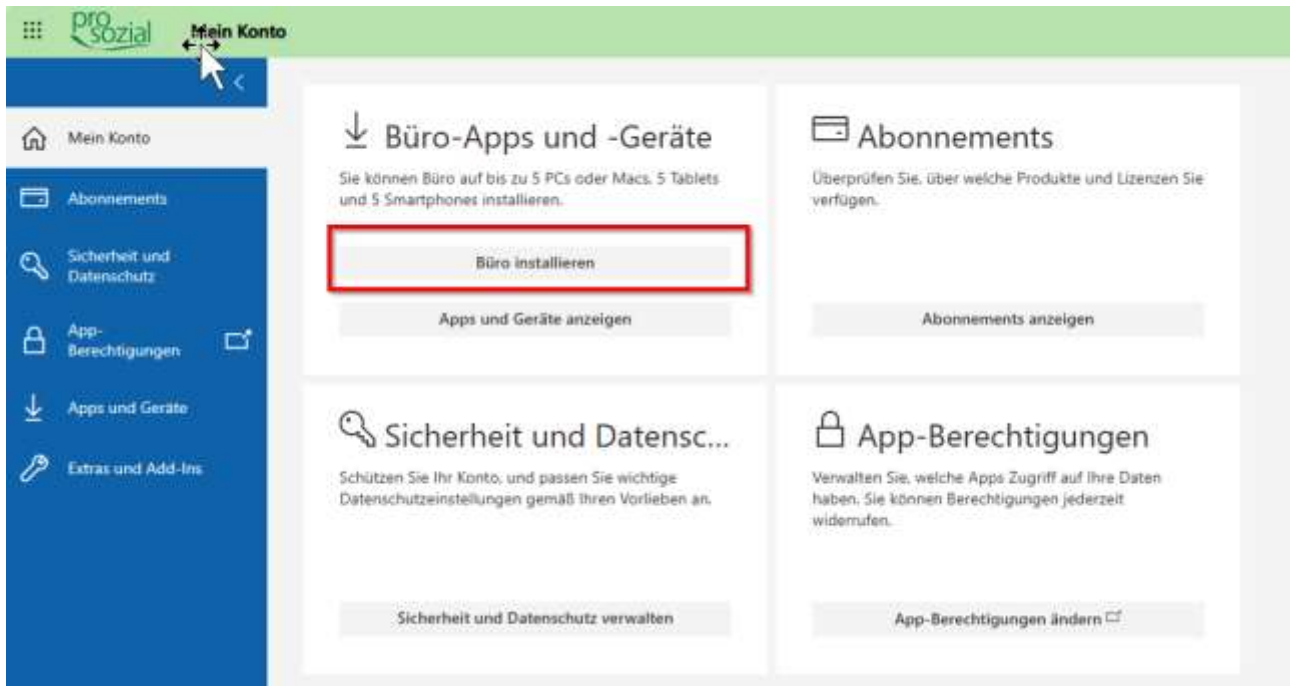 pro
sozial
Mein Konto
Mein Konto
Abonnements
Sicherheit und
Datenschutz
App-
Berechtigungen
Apps und Geräte
Extras und Add-Ins
Büro-Apps und -Geräte
Sie können Büro auf bis zu 5 PCs oder Macs, 5 Tablets
und 5 Smartphones installieren.
Büro installieren
Apps und Geräte anzeigen
Abonnements
Überprüfen Sie, über welche Produkte und Lizenzen Sie
verfügen.
Abonnements anzeigen
Sicherheit und Datensc...
Schützen Sie Ihr Konto, und passen Sie wichtige
Datenschutzeinstellungen gemäß Ihren Vorlieben an.
Sicherheit und Datenschutz verwalten
App-Berechtigungen
Verwalten Sie, welche Apps Zugriff auf Ihre Daten
haben. Sie können Berechtigungen jederzeit
widerrufen.
App-Berechtigungen ändern